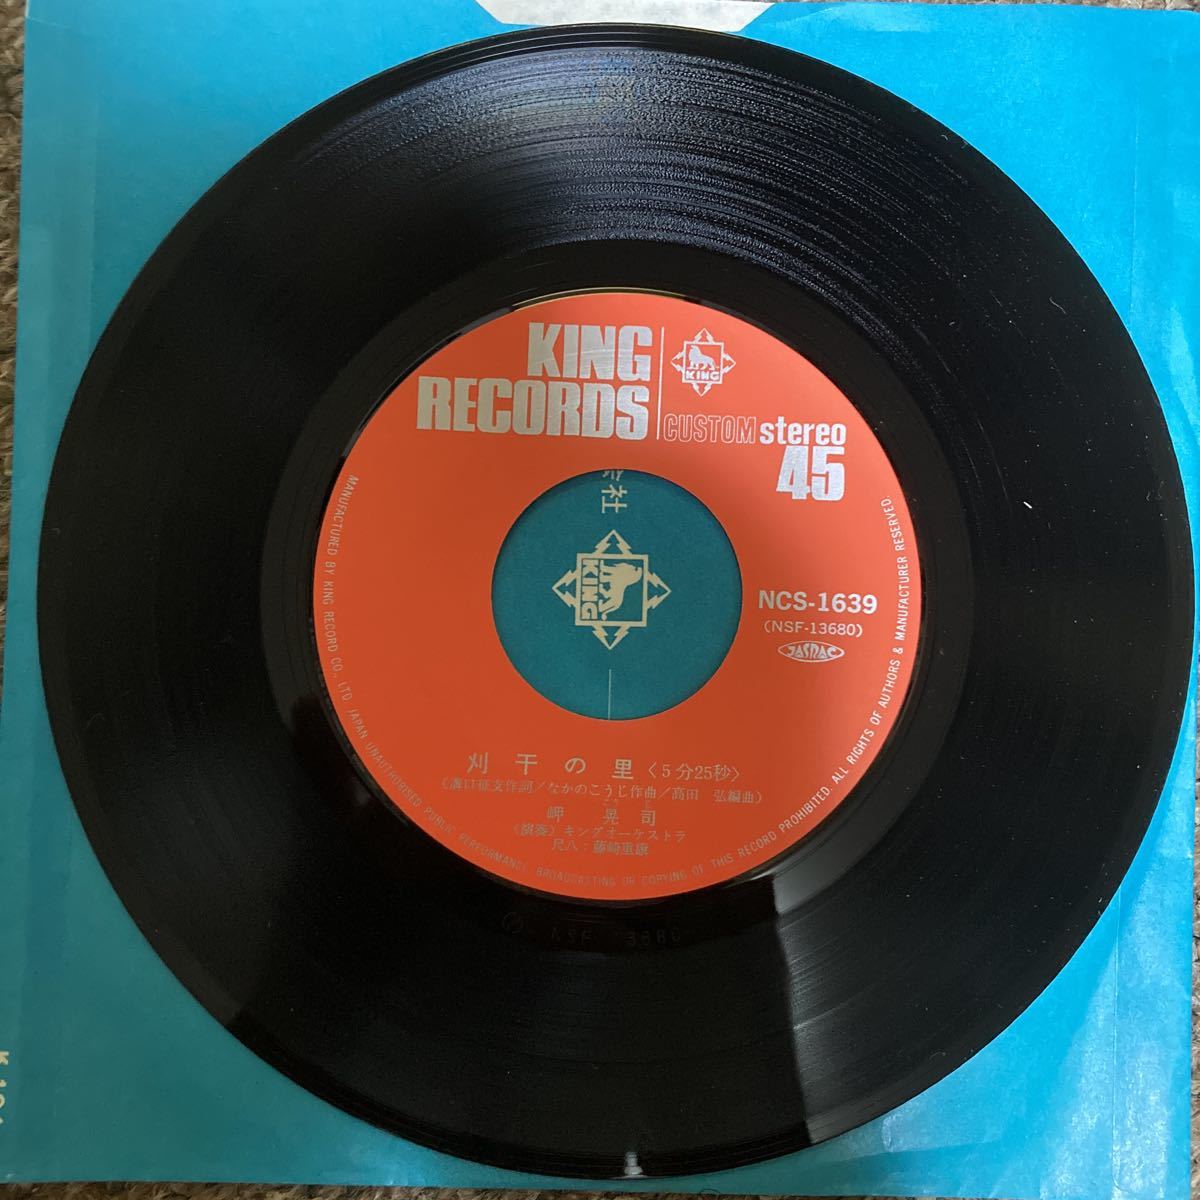 KING
RECORDS
KING
CUSTOM stereo
45
NCS-1639
(NSF-13680)
JASRAC
社
KING
刈干の里〈5分25秒〉
(溝口征支作詞/なかのこうじ作曲/高田 弘編曲)
岬 晃司
(演奏)キングオーケストラ
尺八:藤崎重康
MANUFACTURED BY KING RECORD CO., LTD JAPAN UNAUTHORISED PUBLIC PERFORMANCE BROADCASTING OR COPYING OF THIS RECORD PROHIBITED. ALL RIGHTS OF AUTHORS & MANUFACTURER RESERVED.